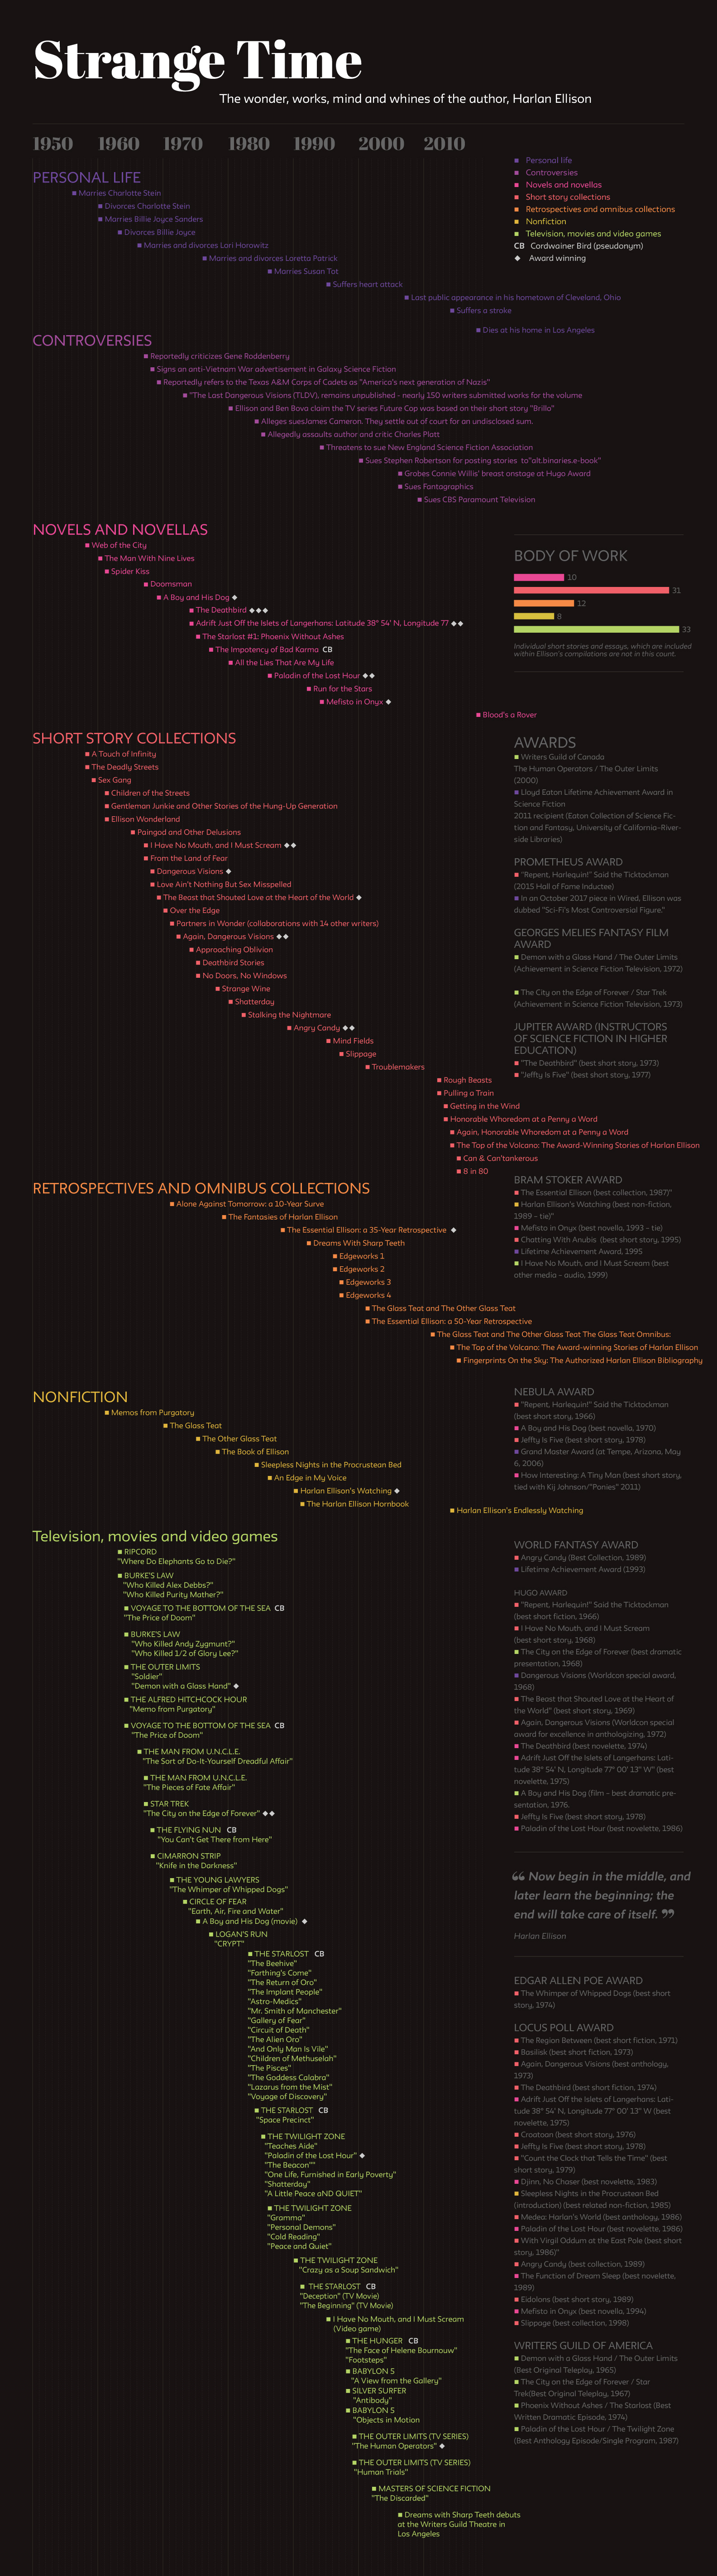 Strange Time
The wonder, works, mind and whines of the author, Harlan Ellison
1950 1960 1970 1980 1990 2000 2010
Personal life
Controversies
Novels and novellas
Short story collections
Retrospectives and omnibus collections
Nonfiction
Television, movies and video games
CB Cordwainer Bird (pseudonym)
Award winning
PERSONAL LIFE
Marries Charlotte Stein
Divorces Charlotte Stein
Marries Billie Joyce Sanders
Divorces Billie Joyce
Marries and divorces Lori Horowitz
Marries and divorces Loretta Patrick
Marries Susan Tot
Suffers heart attack
Last public appearance in his hometown of Cleveland, Ohio
Suffers a stroke
Dies at his home in Los Angeles
CONTROVERSIES
Reportedly criticizes Gene Roddenberry
Signs an anti-Vietnam War advertisement in Galaxy Science Fiction
Reportedly refers to the Texas A&M Corps of Cadets as "America's next generation of Nazis"
"The Last Dangerous Visions (TLDV), remains unpublished - nearly 150 writers submitted works for the volume
Ellison and Ben Bova claim the TV series Future Cop was based on their short story "Brillo"
Alleges suesJames Cameron. They settle out of court for an undisclosed sum.
Allegedly assaults author and critic Charles Platt
Threatens to sue New England Science Fiction Association
Sues Stephen Robertson for posting stories to"alt.binaries.e-book"
Grobes Connie Willis' breast onstage at Hugo Award
Sues Fantagraphics
Sues CBS Paramount Television
NOVELS AND NOVELLAS
Web of the City
The Man With Nine Lives
Spider Kiss
Doomsman
A Boy and His Dog
The Deathbird
Adrift Just Off the Islets of Langerhans: Latitude 38° 54' N, Longitude 77
The Starlost #1: Phoenix Without Ashes
The Impotency of Bad Karma CB
All the Lies That Are My Life
Paladin of the Lost Hour
Run for the Stars
Mefisto in Onyx
Blood's a Rover
BODY OF WORK
10
31
12
8
33
Individual short stories and essays, which are included
within Ellison's compilations are not in this count.
SHORT STORY COLLECTIONS
A Touch of Infinity
The Deadly Streets
Sex Gang
Children of the Streets
Gentleman Junkie and Other Stories of the Hung-Up Generation
Ellison Wonderland
Paingod and Other Delusions
I Have No Mouth, and I Must Scream
From the Land of Fear
Dangerous Visions
Love Ain't Nothing But Sex Misspelled
The Beast that Shouted Love at the Heart of the World
Over the Edge
Partners in Wonder (collaborations with 14 other writers)
Again, Dangerous Visions
Approaching Oblivion
Deathbird Stories
No Doors, No Windows
Strange Wine
Shatterday
Stalking the Nightmare
Angry Candy
Mind Fields
Slippage
Troublemakers
Rough Beasts
Pulling a Train
Getting in the Wind
Honorable Whoredom at a Penny a Word
Again, Honorable Whoredom at a Penny a Word
The Top of the Volcano: The Award-Winning Stories of Harlan Ellison
Can & Can'tankerous
8 in 80
RETROSPECTIVES AND OMNIBUS COLLECTIONS
Alone Against Tomorrow: a 10-Year Surve
The Fantasies of Harlan Ellison
The Essential Ellison: a 35-Year Retrospective
Dreams With Sharp Teeth
Edgeworks 1
Edgeworks 2
Edgeworks 3
Edgeworks 4
The Glass Teat and The Other Glass Teat
The Essential Ellison: a 50-Year Retrospective
The Glass Teat and The Other Glass Teat The Glass Teat Omnibus:
The Top of the Volcano: The Award-winning Stories of Harlan Ellison
Fingerprints On the Sky: The Authorized Harlan Ellison Bibliography
NONFICTION
Memos from Purgatory
The Glass Teat
The Other Glass Teat
The Book of Ellison
Sleepless Nights in the Procrustean Bed
An Edge in My Voice
Harlan Ellison's Watching
The Harlan Ellison Hornbook
Harlan Ellison's Endlessly Watching
Television, movies and video games
RIPCORD
"Where Do Elephants Go to Die?"
BURKE'S LAW
"Who Killed Alex Debbs?"
"Who Killed Purity Mather?"
VOYAGE TO THE BOTTOM OF THE SEA CB
"The Price of Doom"
BURKE'S LAW
"Who Killed Andy Zygmunt?"
"Who Killed 1/2 of Glory Lee?"
THE OUTER LIMITS
"Soldier"
"Demon with a Glass Hand"
THE ALFRED HITCHCOCK HOUR
"Memo from Purgatory"
VOYAGE TO THE BOTTOM OF THE SEA CB
"The Price of Doom"
THE MAN FROM U.N.C.L.E.
"The Sort of Do-It-Yourself Dreadful Affair"
THE MAN FROM U.N.C.L.E.
"The Pieces of Fate Affair"
STAR TREK
"The City on the Edge of Forever"
THE FLYING NUN CB
"You Can't Get There from Here"
CIMARRON STRIP
"Knife in the Darkness"
THE YOUNG LAWYERS
"The Whimper of Whipped Dogs"
CIRCLE OF FEAR
"Earth, Air, Fire and Water"
A Boy and His Dog (movie)
LOGAN'S RUN
"CRYPT"
THE STARLOST CB
"The Beehive"
"Farthing's Come"
"The Return of Oro"
"The Implant People"
"Astro-Medics"
"Mr. Smith of Manchester"
"Gallery of Fear"
"Circuit of Death"
"The Alien Oro"
"And Only Man Is Vile"
"Children of Methuselah"
"The Pisces"
"The Goddess Calabra"
"Lazarus from the Mist"
"Voyage of Discovery"
THE STARLOST CB
"Space Precinct"
THE TWILIGHT ZONE
"Teaches Aide"
"Paladin of the Lost Hour"
"The Beacon""
"One Life, Furnished in Early Poverty"
"Shatterday"
"A Little Peace aND QUIET"
THE TWILIGHT ZONE
"Gramma"
"Personal Demons"
"Cold Reading"
"Peace and Quiet"
THE TWILIGHT ZONE
"Crazy as a Soup Sandwich"
THE STARLOST CB
"Deception" (TV Movie)
"The Beginning" (TV Movie)
I Have No Mouth, and I Must Scream
(Video game)
THE HUNGER CB
"The Face of Helene Bournouw"
"Footsteps"
BABYLON 5
"A View from the Gallery"
SILVER SURFER
"Antibody"
BABYLON 5
"Objects in Motion
THE OUTER LIMITS (TV SERIES)
"The Human Operators"
THE OUTER LIMITS (TV SERIES)
"Human Trials"
MASTERS OF SCIENCE FICTION
"The Discarded"
Dreams with Sharp Teeth debuts
at the Writers Guild Theatre in
Los Angeles
AWARDS
Writers Guild of Canada
The Human Operators / The Outer Limits
(2000)
Lloyd Eaton Lifetime Achievement Award in
Science Fiction
2011 recipient (Eaton Collection of Science Fic-
tion and Fantasy, University of California-River-
side Libraries)
PROMETHEUS AWARD
"Repent, Harlequin!" Said the Ticktockman
(2015 Hall of Fame Inductee)
In an October 2017 piece in Wired, Ellison was
dubbed "Sci-Fi's Most Controversial Figure."
GEORGES MELIES FANTASY FILM
AWARD
Demon with a Glass Hand / The Outer Limits
(Achievement in Science Fiction Television, 1972)
The City on the Edge of Forever / Star Trek
(Achievement in Science Fiction Television, 1973)
JUPITER AWARD (INSTRUCTORS
OF SCIENCE FICTION IN HIGHER
EDUCATION)
"The Deathbird" (best short story, 1973)
"Jeffty Is Five" (best short story, 1977)
BRAM STOKER AWARD
The Essential Ellison (best collection, 1987)"
Harlan Ellison's Watching (best non-fiction,
1989 - tie)"
Mefisto in Onyx (best novella, 1993 - tie)
Chatting With Anubis (best short story, 1995)
Lifetime Achievement Award, 1995
I Have No Mouth, and I Must Scream (best
other media - audio, 1999)
NEBULA AWARD
"Repent, Harlequin!" Said the Ticktockman
(best short story, 1966)
A Boy and His Dog (best novella, 1970)
Jeffty Is Five (best short story, 1978)
Grand Master Award (at Tempe, Arizona, May
6, 2006)
How Interesting: A Tiny Man (best short story,
tied with Kij Johnson/"Ponies" 2011)
WORLD FANTASY AWARD
Angry Candy (Best Collection, 1989)
Lifetime Achievement Award (1993)
HUGO AWARD
"Repent, Harlequin!" Said the Ticktockman
(best short fiction, 1966)
I Have No Mouth, and I Must Scream
(best short story, 1968)
The City on the Edge of Forever (best dramatic
presentation, 1968)
Dangerous Visions (Worldcon special award,
1968)
The Beast that Shouted Love at the Heart of
the World" (best short story, 1969)
Again, Dangerous Visions (Worldcon special
award for excellence in anthologizing, 1972)
The Deathbird (best novelette, 1974)
Adrift Just Off the Islets of Langerhans: Lati-
tude 38° 54' N, Longitude 77° 00' 13" W" (best
novelette, 1975)
A Boy and His Dog (film - best dramatic pre-
sentation, 1976.
Jeffty Is Five (best short story, 1978)
Paladin of the Lost Hour (best novelette, 1986)
“ Now begin in the middle, and
later learn the beginning; the
end will take care of itself. ”
Harlan Ellison
EDGAR ALLEN POE AWARD
The Whimper of Whipped Dogs (best short
story, 1974)
LOCUS POLL AWARD
The Region Between (best short fiction, 1971)
Basilisk (best short fiction, 1973)
Again, Dangerous Visions (best anthology,
1973)
The Deathbird (best short fiction, 1974)
Adrift Just Off the Islets of Langerhans: Lati-
tude 38° 54' N, Longitude 77° 00' 13" W (best
novelette, 1975)
Croatoan (best short story, 1976)
Jeffty Is Five (best short story, 1978)
"Count the Clock that Tells the Time" (best
short story, 1979)
Djinn, No Chaser (best novelette, 1983)
Sleepless Nights in the Procrustean Bed
(introduction) (best related non-fiction, 1985)
Medea: Harlan's World (best anthology, 1986)
Paladin of the Lost Hour (best novelette, 1986)
With Virgil Oddum at the East Pole (best short
story, 1986)"
Angry Candy (best collection, 1989)
The Function of Dream Sleep (best novelette,
1989)
Eidolons (best short story, 1989)
Mefisto in Onyx (best novella, 1994)
Slippage (best collection, 1998)
WRITERS GUILD OF AMERICA
Demon with a Glass Hand / The Outer Limits
(Best Original Teleplay, 1965)
The City on the Edge of Forever / Star
Trek(Best Original Teleplay, 1967)
Phoenix Without Ashes / The Starlost (Best
Written Dramatic Episode, 1974)
Paladin of the Lost Hour / The Twilight Zone
(Best Anthology Episode/Single Program, 1987)